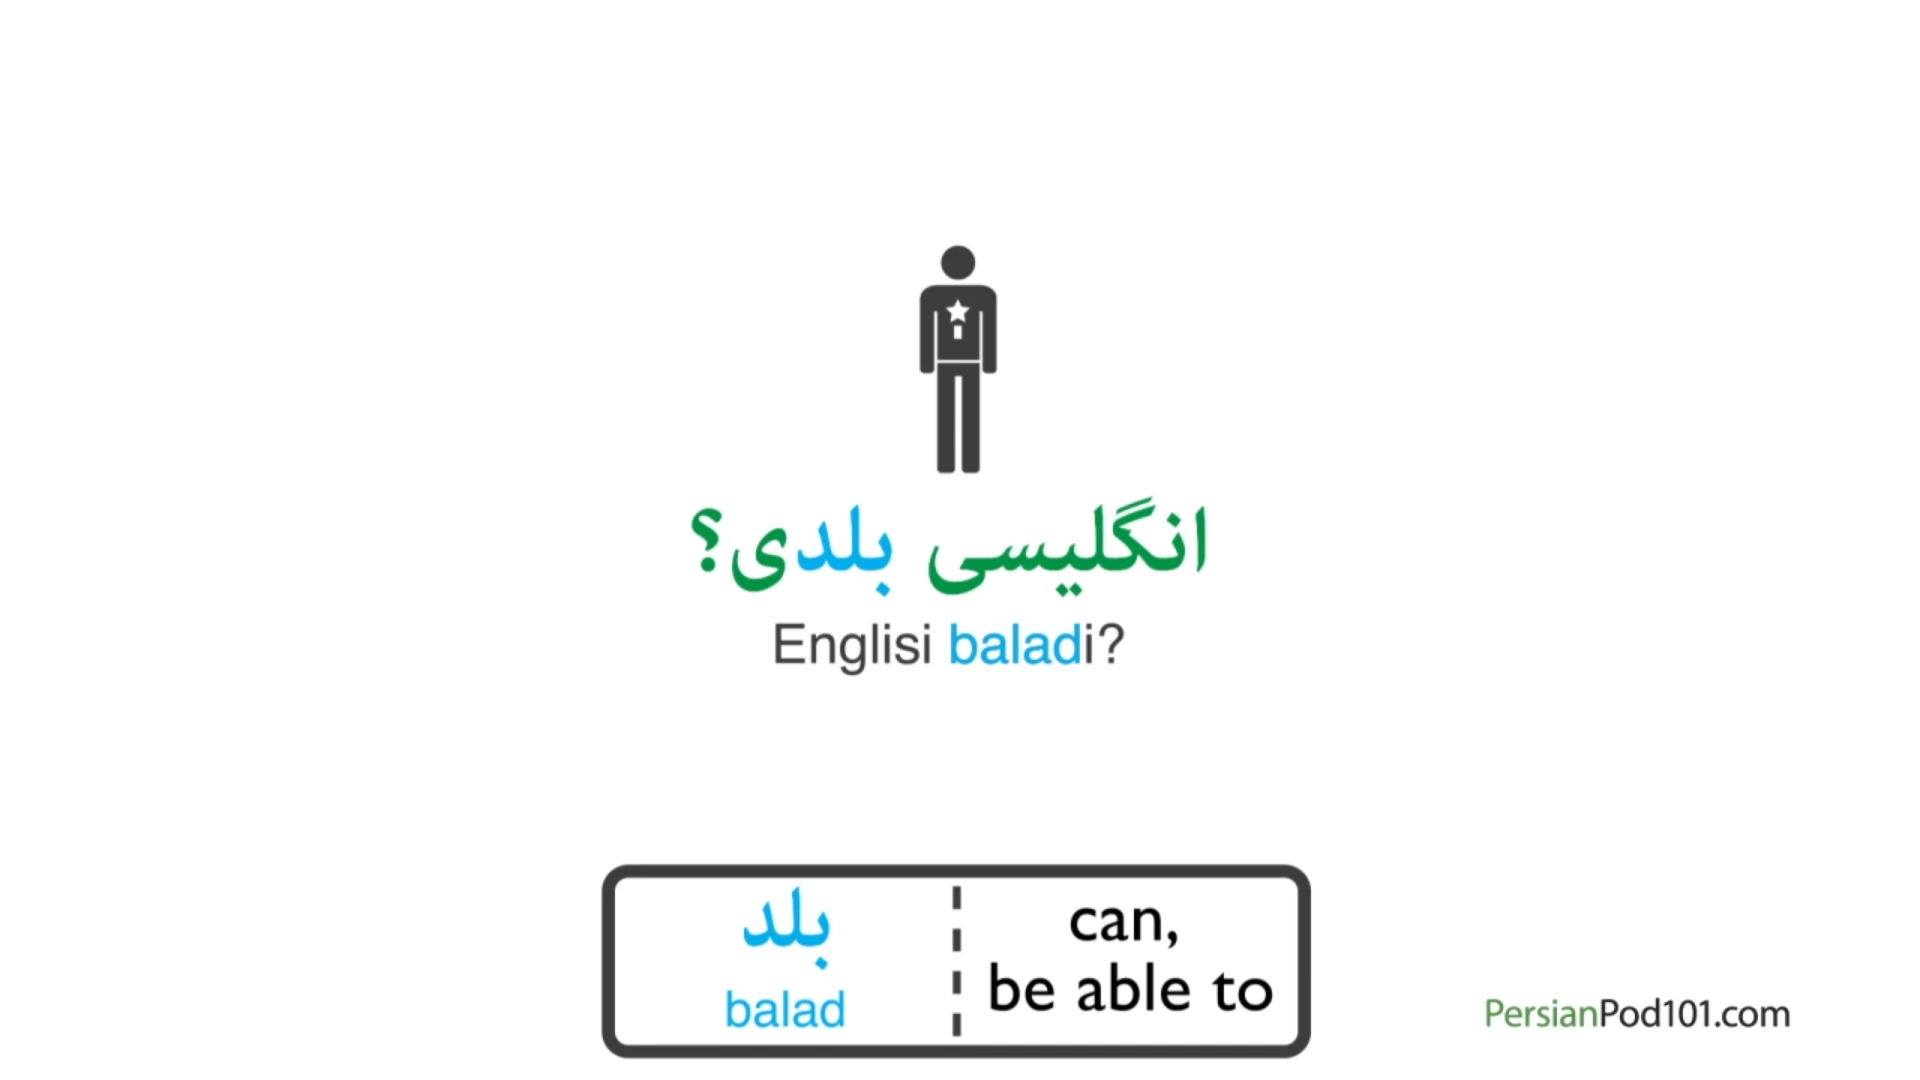 انگلیسی بلدی؟
Englisi baladi?
بلد
balad
can,
be able to
PersianPod101.com